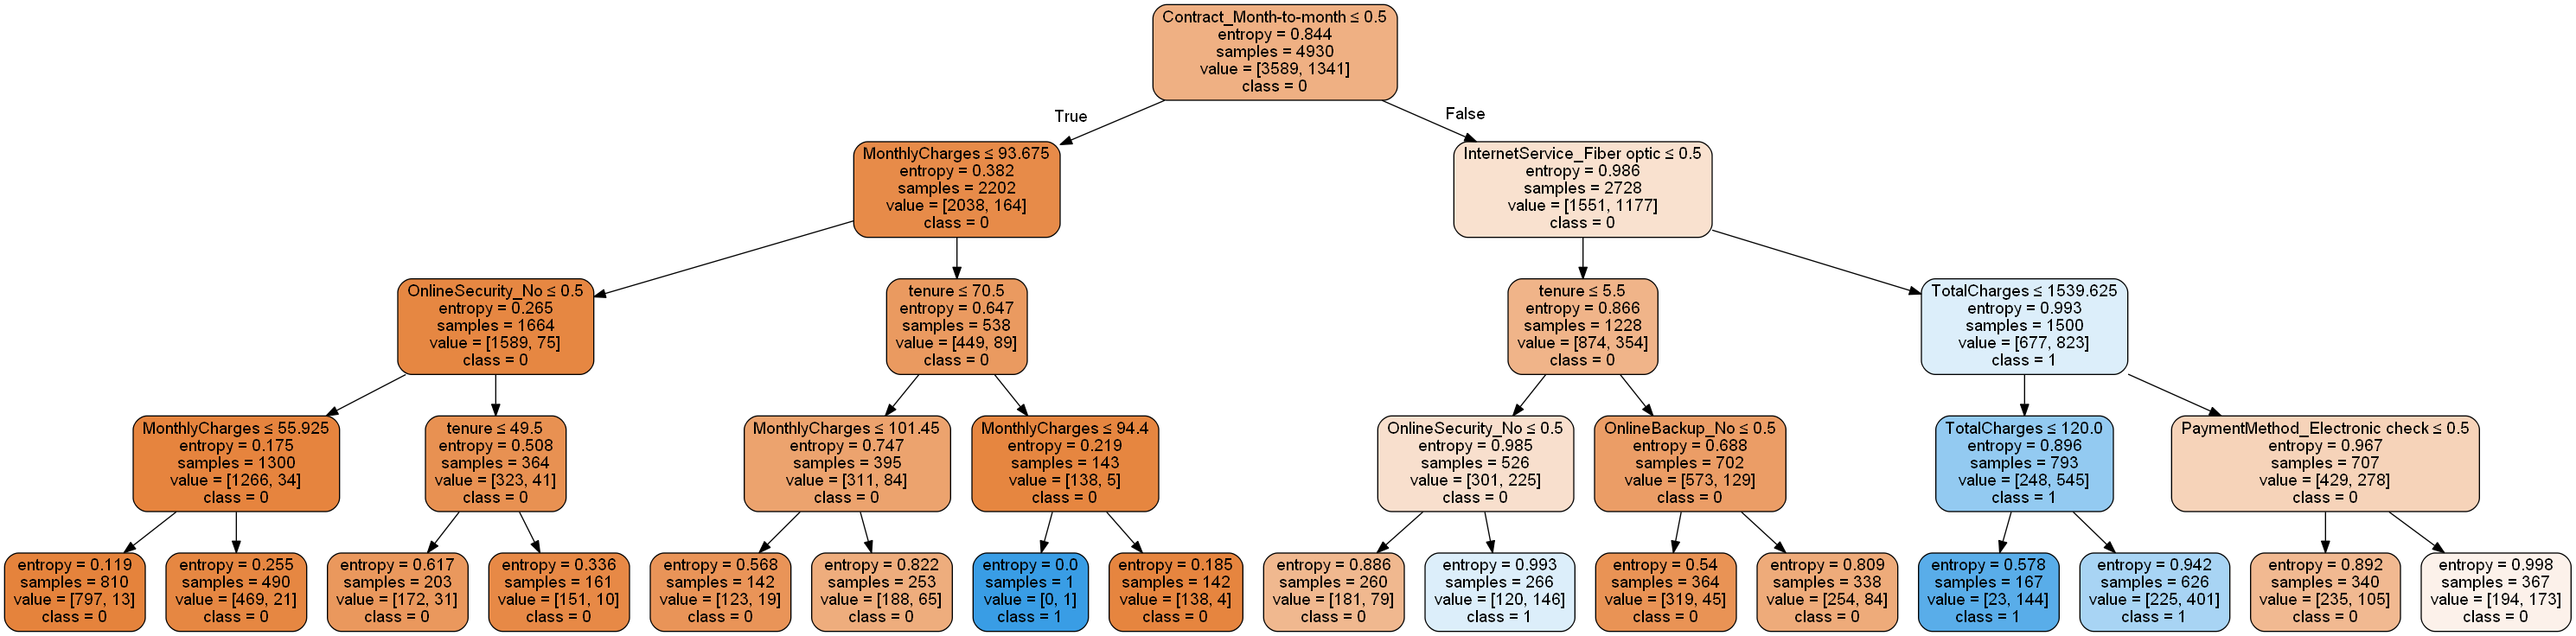 Contract_Month-to-month ≤ 0.5
entropy = 0.844
samples = 4930
value = [3589, 1341]
class = 0
True
False
MonthlyCharges ≤ 93.675
entropy = 0.382
samples = 2202
value = [2038, 164]
class = 0
InternetService_Fiber optic ≤ 0.5
entropy = 0.986
samples = 2728
value = [1551, 1177]
class = 0
OnlineSecurity_No ≤ 0.5
entropy = 0.265
samples = 1664
value = [1589, 75]
class = 0
tenure ≤ 70.5
entropy = 0.647
samples = 538
value = [449, 89]
class = 0
tenure ≤ 5.5
entropy = 0.866
samples = 1228
value = [874, 354]
class = 0
TotalCharges ≤ 1539.625
entropy = 0.993
samples = 1500
value = [677, 823]
class = 1
MonthlyCharges ≤ 55.925
entropy = 0.175
samples = 1300
value = [1266, 34]
class = 0
tenure ≤ 49.5
entropy = 0.508
samples = 364
value = [323, 41]
class = 0
MonthlyCharges ≤ 101.45
entropy = 0.747
samples = 395
value = [311, 84]
class = 0
MonthlyCharges ≤ 94.4
entropy = 0.219
samples = 143
value = [138, 5]
class = 0
OnlineSecurity_No ≤ 0.5
entropy = 0.985
samples = 526
value = [301, 225]
class = 0
OnlineBackup_No ≤ 0.5
entropy = 0.688
samples = 702
value = [573, 129]
class = 0
TotalCharges ≤ 120.0
entropy = 0.896
samples = 793
value = [248, 545]
class = 1
PaymentMethod_Electronic check ≤ 0.5
entropy = 0.967
samples = 707
value = [429, 278]
class = 0
entropy = 0.119
samples = 810
value = [797, 13]
class = 0
entropy = 0.255
samples = 490
value = [469, 21]
class = 0
entropy = 0.617
samples = 203
value = [172, 31]
class = 0
entropy = 0.336
samples = 161
value = [151, 10]
class = 0
entropy = 0.568
samples = 142
value = [123, 19]
class = 0
entropy = 0.822
samples = 253
value = [188, 65]
class = 0
entropy = 0.0
samples = 1
value = [0, 1]
class = 1
entropy = 0.185
samples = 142
value = [138, 4]
class = 0
entropy = 0.886
samples = 260
value = [181, 79]
class = 0
entropy = 0.993
samples = 266
value = [120, 146]
class = 1
entropy = 0.54
samples = 364
value = [319, 45]
class = 0
entropy = 0.809
samples = 338
value = [254, 84]
class = 0
entropy = 0.578
samples = 167
value = [23, 144]
class = 1
entropy = 0.942
samples = 626
value = [225, 401]
class = 1
entropy = 0.892
samples = 340
value = [235, 105]
class = 0
entropy = 0.998
samples = 367
value = [194, 173]
class = 0